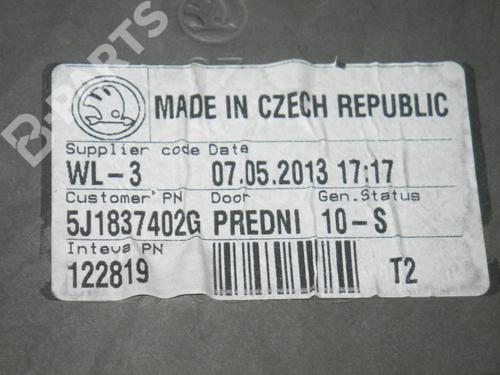 B-PARTS
MADE IN CZECH REPUBLIC
Supplier code Date
WL-3 07.05.2013 17:17
Customer' PN Door Gen.Status
5J1837402G PREDNI 10-S
Inteva PN
122819 T2